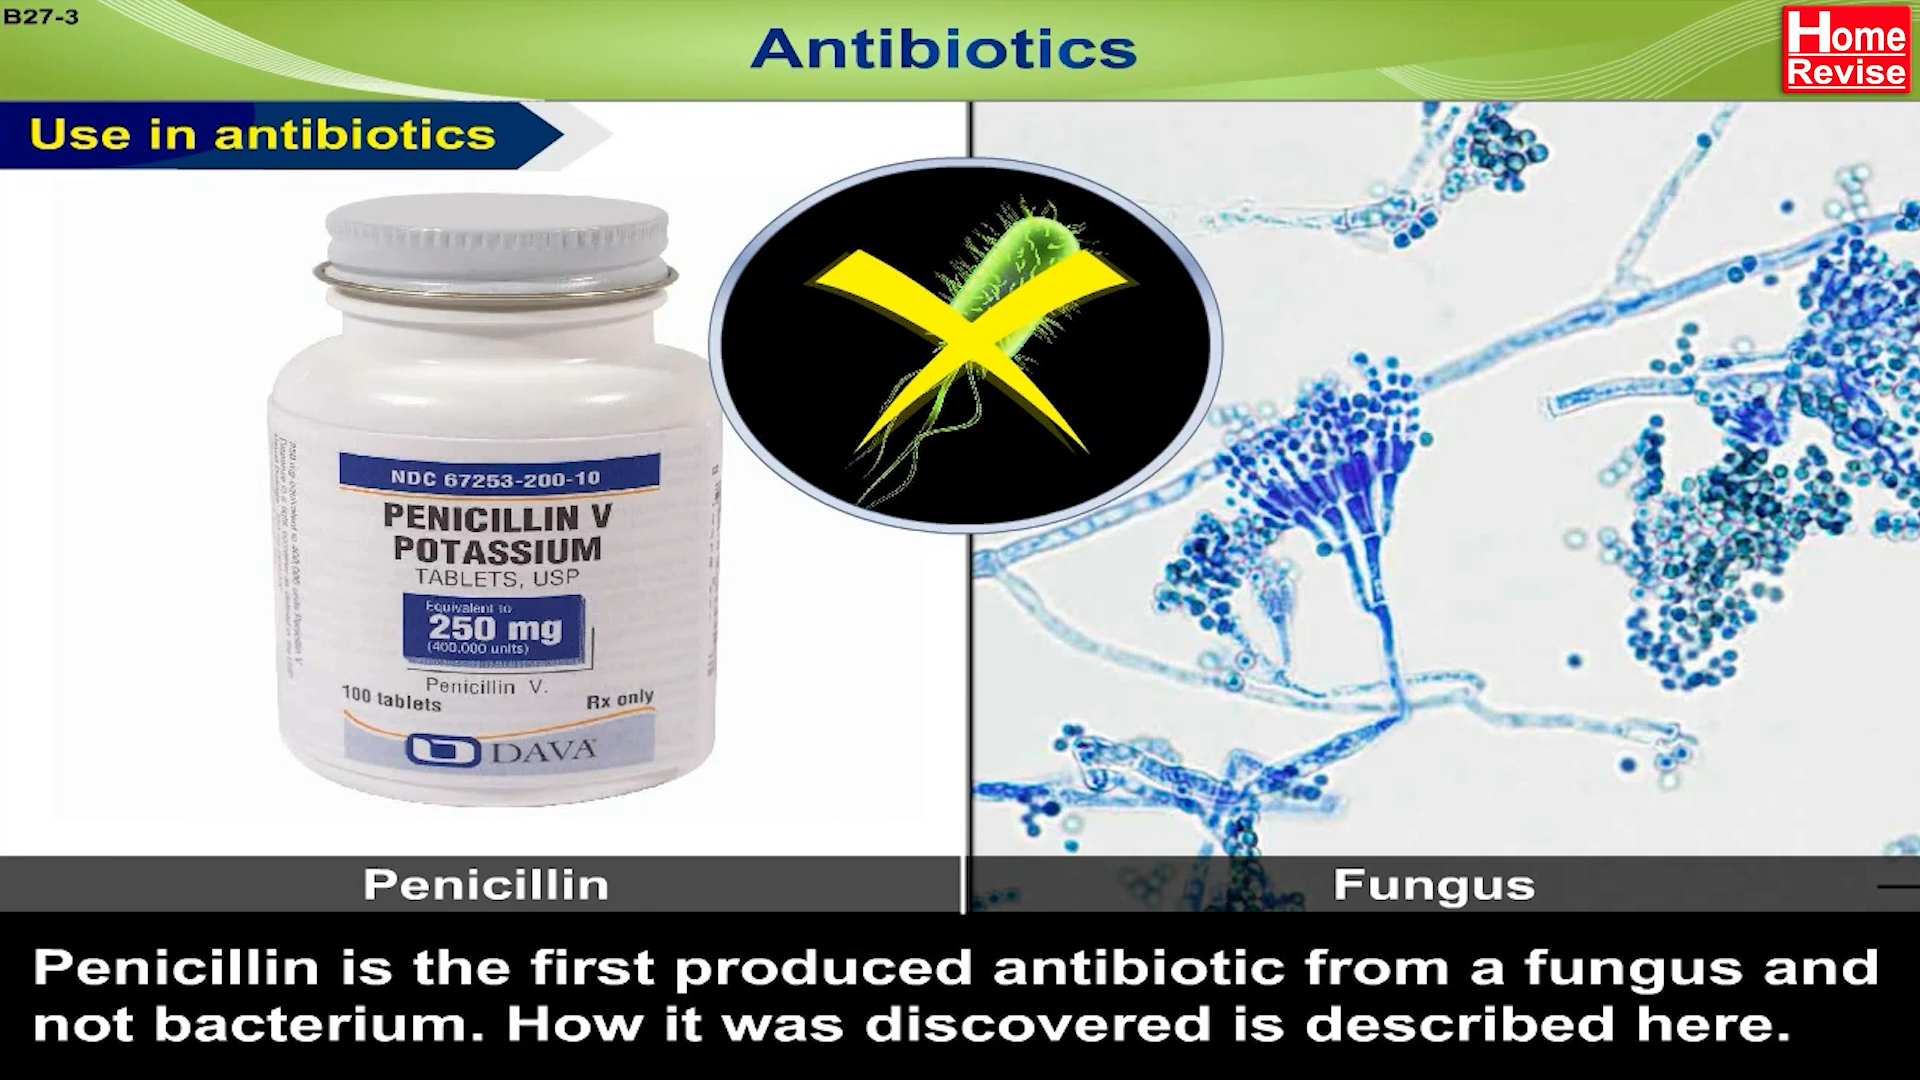 B27-3
Antibiotics
Home
Revise
Use in antibiotics
NDC 67253-200-10
PENICILLIN V
POTASSIUM
TABLETS, USP
Equivalent to
250 mg
(400,000 units)
Penicillin V.
100 tablets
Rx only
DAVA
Penicillin
Fungus
Penicillin is the first produced antibiotic from a fungus and
not bacterium. How it was discovered is described here.